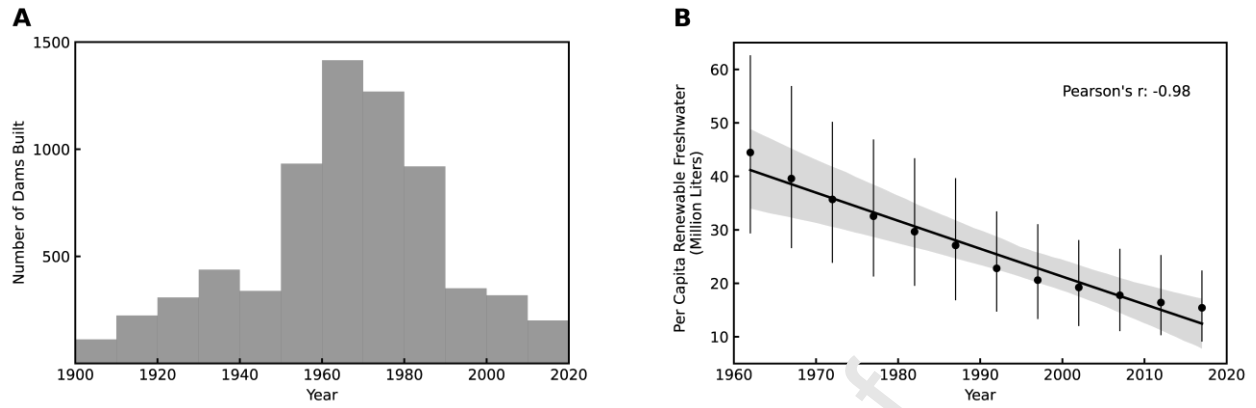 A
1500
1000
500
Number of Dams Built
1900 1920 1940 1960 1980 2000 2020
Year
B
60
50
40
30
20
10
Per Capita Renewable Freshwater
(Million Liters)
Pearson's r: -0.98
1960 1970 1980 1990 2000 2010 2020
Year